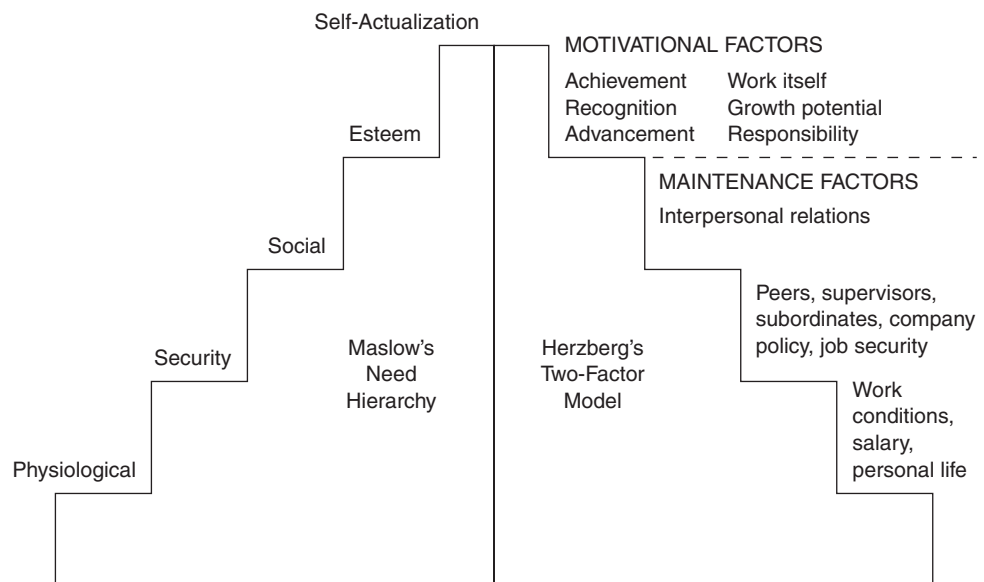 Self-Actualization
Esteem
Social
Security
Physiological
Maslow's
Need
Hierarchy
Herzberg's
Two-Factor
Model
MOTIVATIONAL FACTORS
Achievement Work itself
Recognition Growth potential
Advancement Responsibility
MAINTENANCE FACTORS
Interpersonal relations
Peers, supervisors,
subordinates, company
policy, job security
Work
conditions,
salary,
personal life